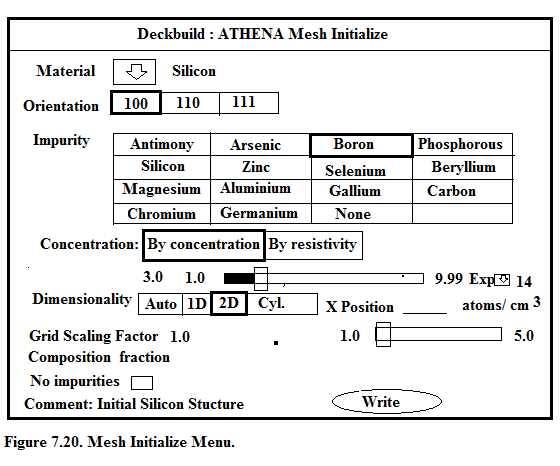 Deckbuild : ATHENA Mesh Initialize
Material Silicon
Orientation 100 110 111
Impurity Antimony Arsenic Boron Phosphorous
Silicon Zinc Selenium Beryllium
Magnesium Aluminium Gallium Carbon
Chromium Germanium None
Concentration: By concentration By resistivity
3.0 1.0 9.99 Exp 14
Dimensionality Auto 1D 2D Cyl. X Position _____ atoms/ cm 3
Grid Scaling Factor 1.0 1.0 5.0
Composition fraction
No impurities
Comment: Initial Silicon Stucture Write
Figure 7.20. Mesh Initialize Menu.